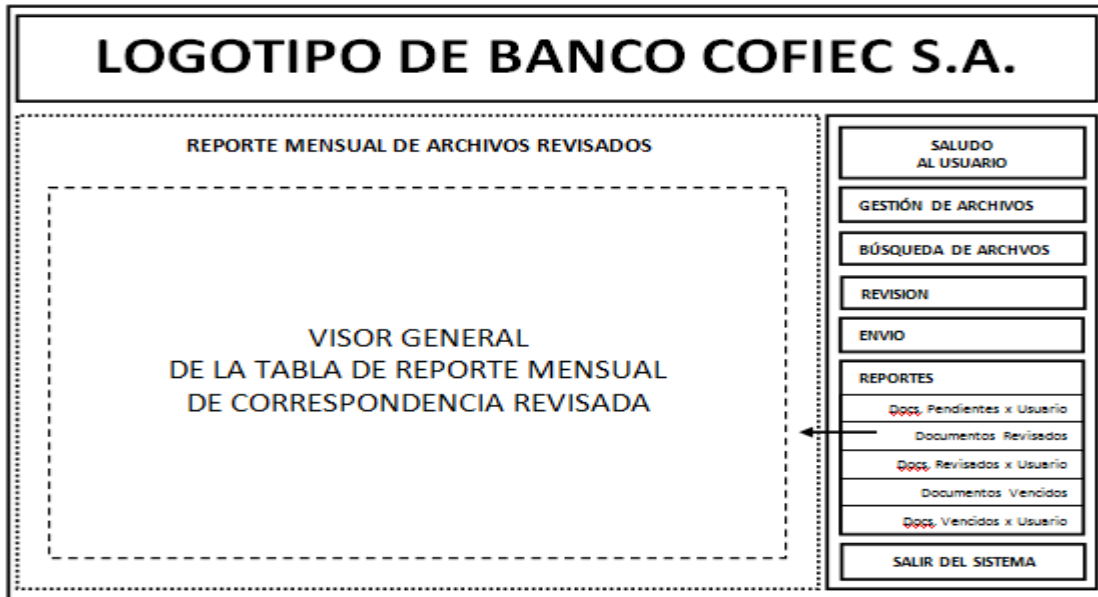 LOGOTIPO DE BANCO COFIEC S.A.
REPORTE MENSUAL DE ARCHIVOS REVISADOS
VISOR GENERAL
DE LA TABLA DE REPORTE MENSUAL
DE CORRESPONDENCIA REVISADA
SALUDO
AL USUARIO
GESTIÓN DE ARCHIVOS
BÚSQUEDA DE ARCHVOS
REVISION
ENVIO
REPORTES
Docs. Pendientes x Usuario
Documentos Revisados
Docs. Revisados x Usuario
Documentos Vencidos
Docs. Vencidos x Usuario
SALIR DEL SISTEMA